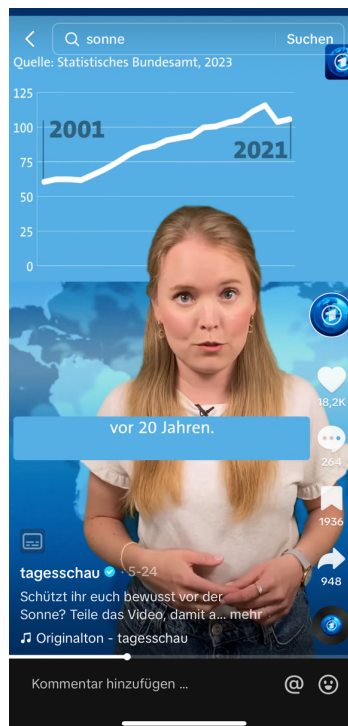 sonne
Suchen
Quelle: Statistisches Bundesamt, 2023
125
100
75
50
25
0
2001
2021
vor 20 Jahren.
18,2K
264
1936
948
tagesschau · 5-24
Schützt ihr euch bewusst vor der
Sonne? Teile das Video, damit a... mehr
Originalton - tagesschau
Kommentar hinzufügen ...
@